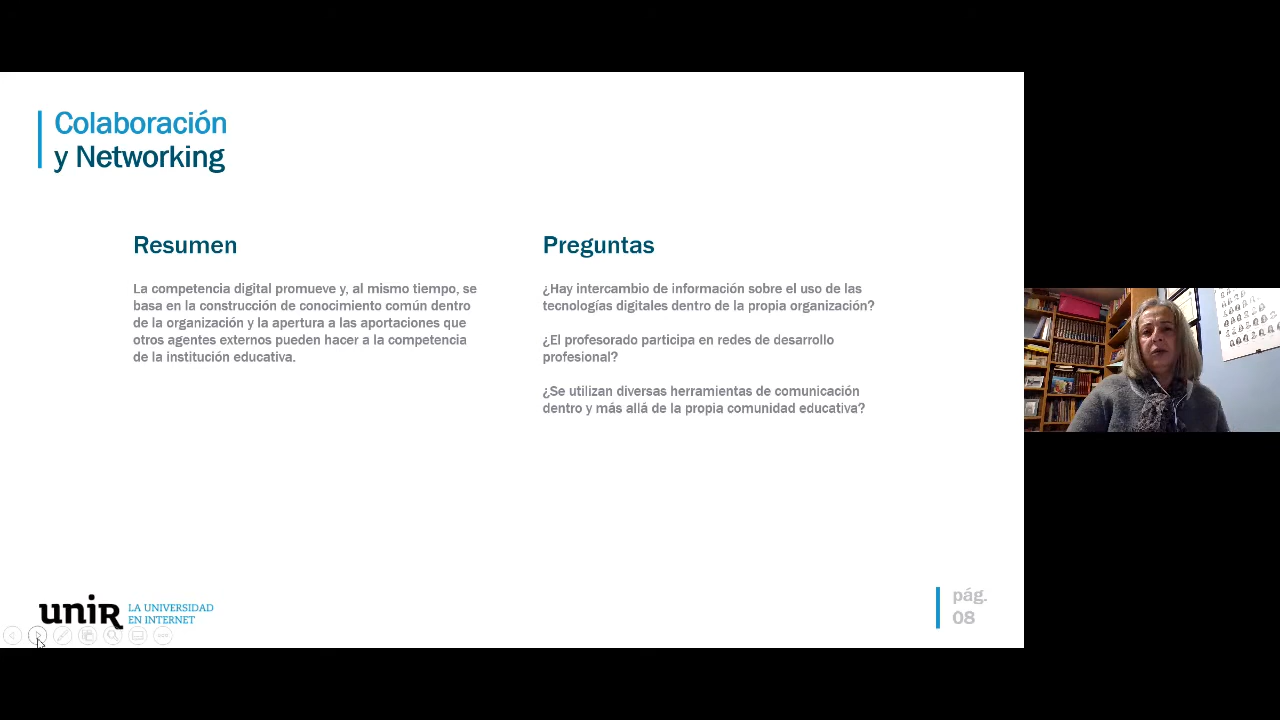 Colaboración
y Networking
Resumen
La competencia digital promueve y, al mismo tiempo, se
basa en la construcción de conocimiento común dentro
de la organización y la apertura a las aportaciones que
otros agentes externos pueden hacer a la competencia
de la institución educativa.
Preguntas
¿Hay intercambio de información sobre el uso de las
tecnologías digitales dentro de la propia organización?
¿El profesorado participa en redes de desarrollo
profesional?
¿Se utilizan diversas herramientas de comunicación
dentro y más allá de la propia comunidad educativa?
unir
LA UNIVERSIDAD
EN INTERNET
pág.
08